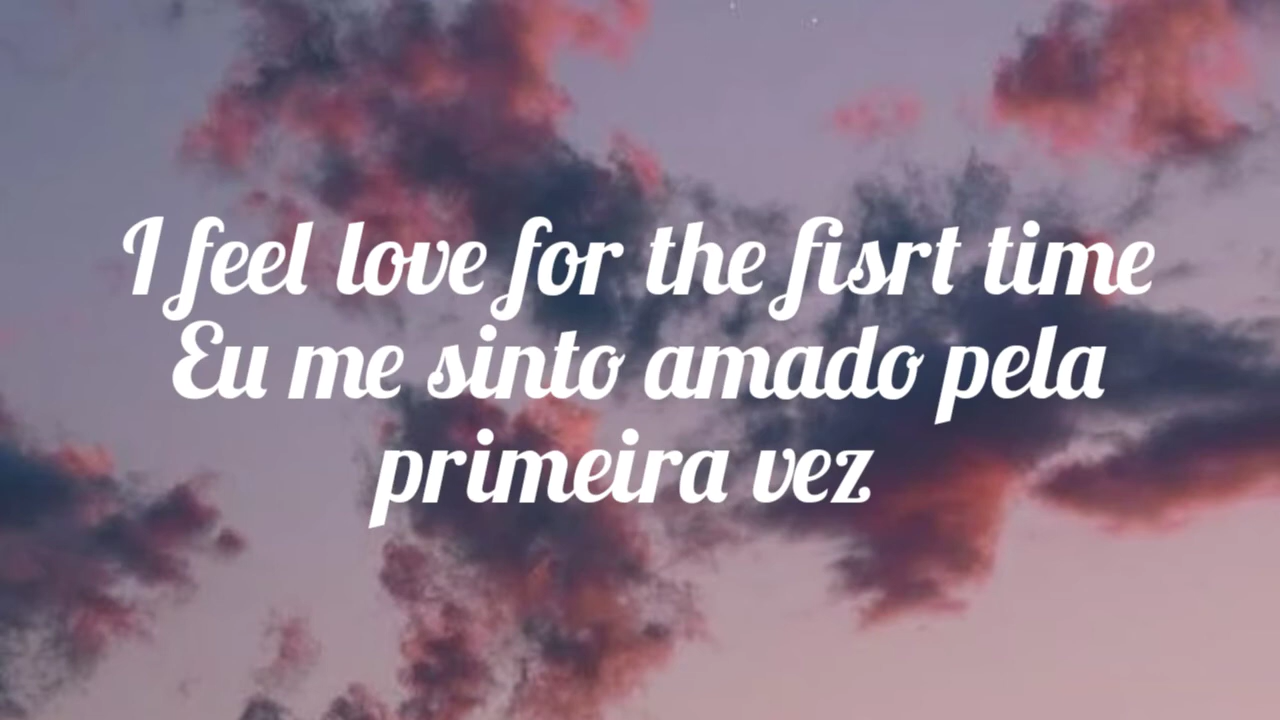 I feel love for the fisrt time
Eu me sinto amado pela
primeira vez